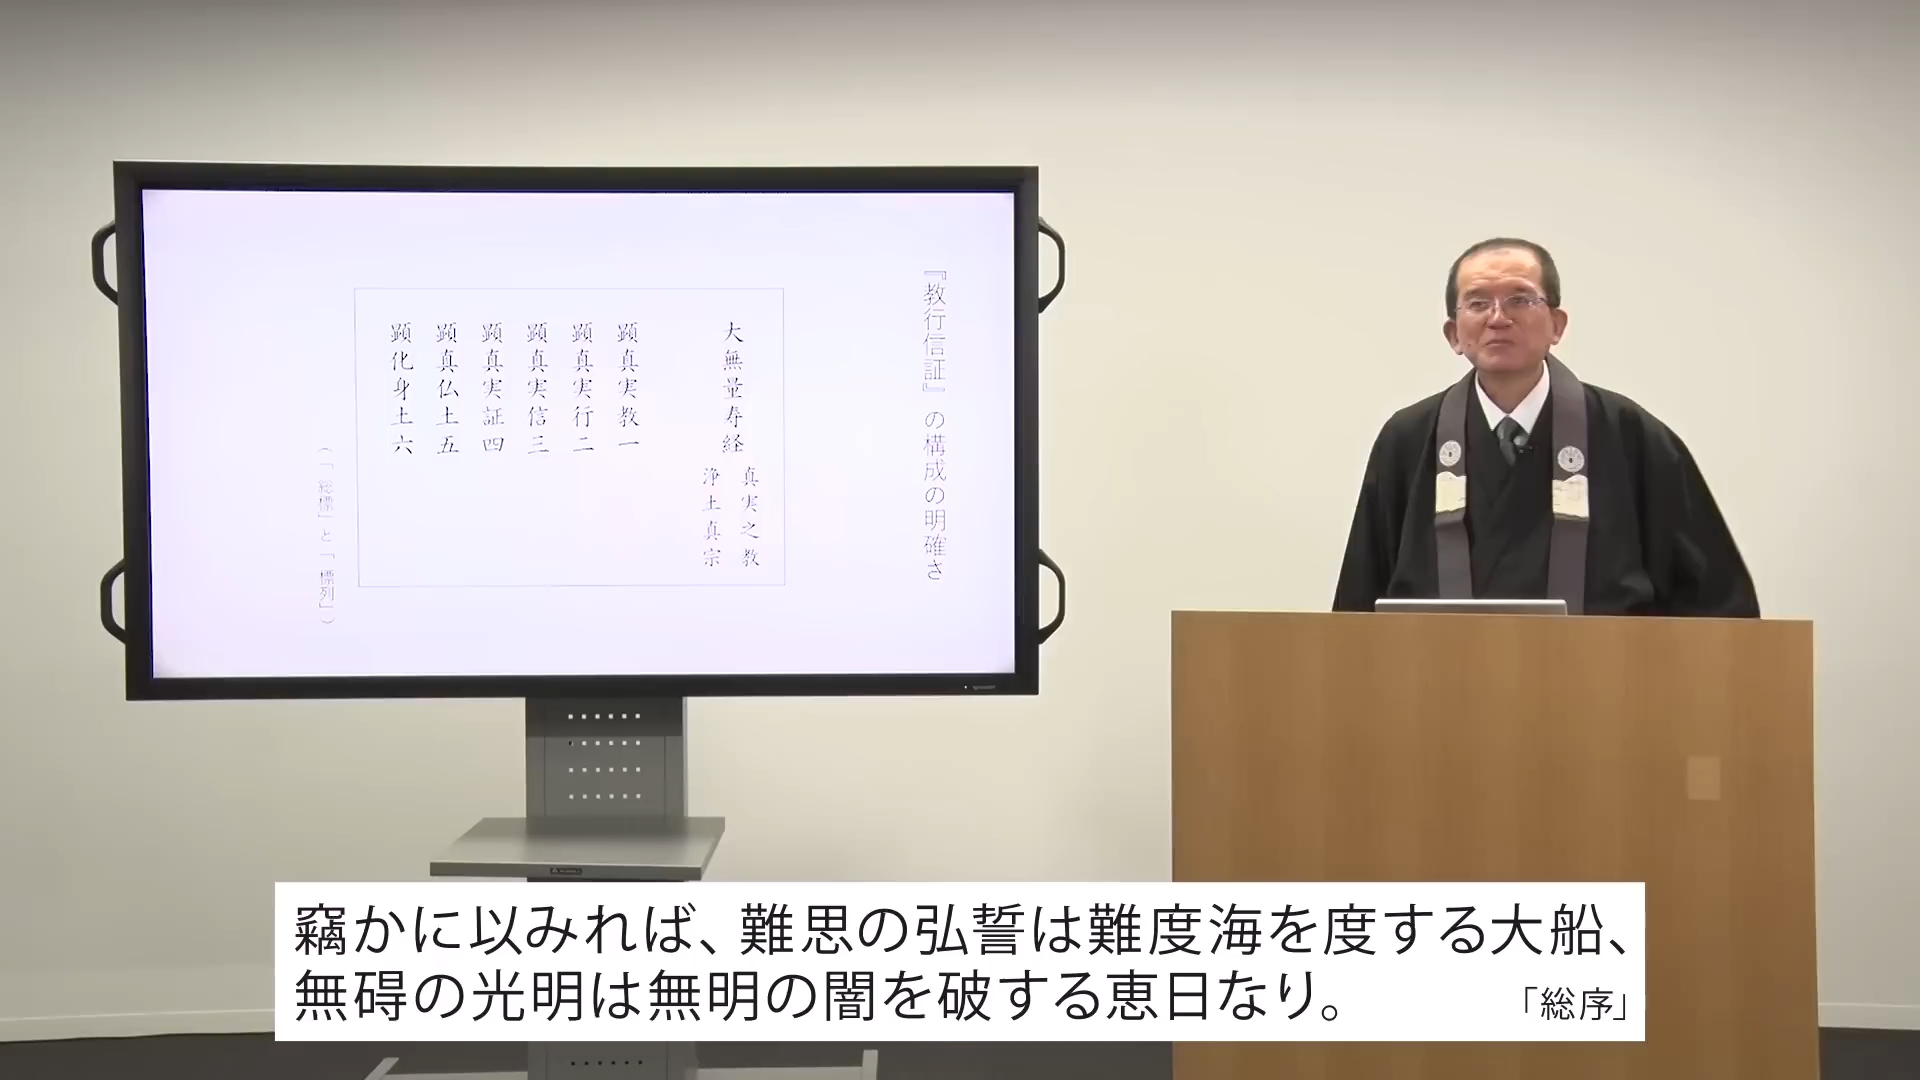 『教行信証』の構成の明確さ
大無量寿経
真実之教
浄土真宗
顕真実教一
顕真実行二
顕真実信三
顕真実証四
顕真仏土五
顕化身土六
(「総標」と「標列」)
竊かに以みれば、難思の弘誓は難度海を度する大船、
無碍の光明は無明の闇を破する恵日なり。
「総序」